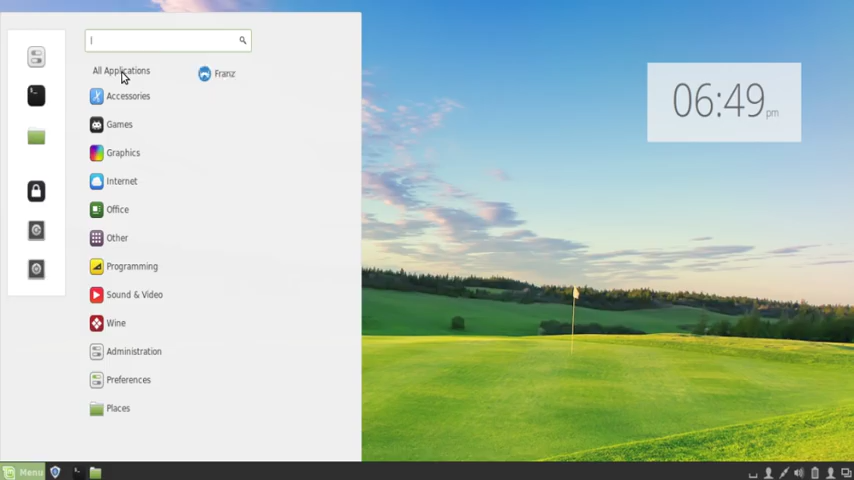 All Applications
Franz
Accessories
Games
Graphics
Internet
Office
Other
Programming
Sound & Video
Wine
Administration
Preferences
Places
06:49 pm
Menu